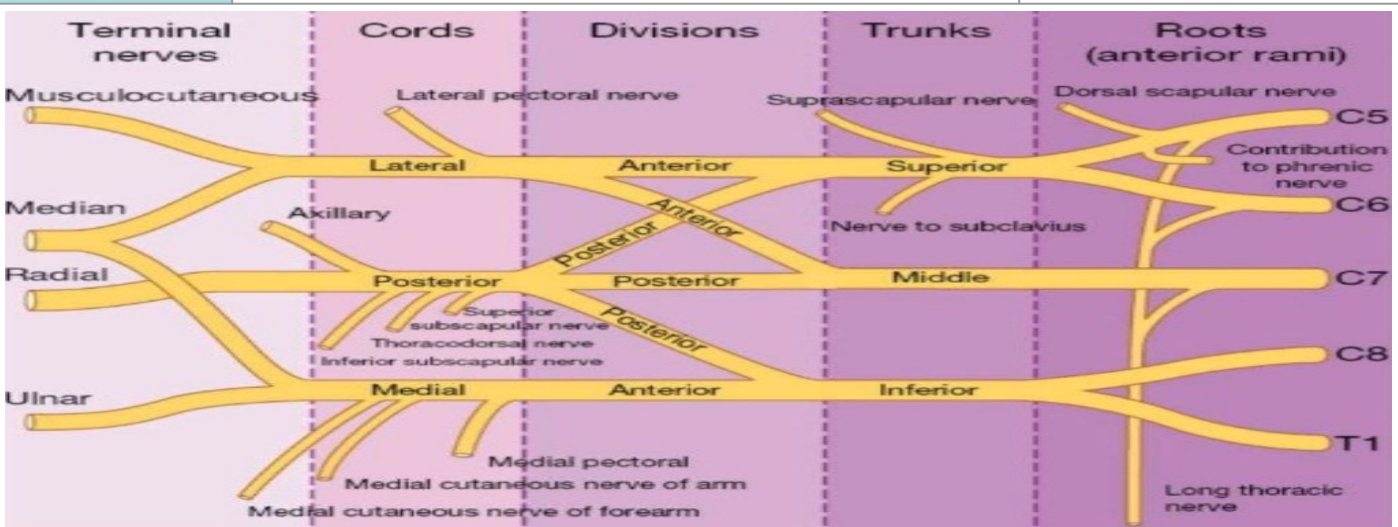 Terminal
nerves
Cords
Divisions
Trunks
Roots
(anterior rami)
Musculocutaneous
Lateral pectoral nerve
Suprascapular nerve
Dorsal scapular nerve
C5
Lateral
Anterior
Superior
Contribution
to phrenic
nerve
Median
Axillary
Anterior
Posterior
Nerve to subclavius
C6
Radial
Posterior
Posterior
Middle
C7
Superior
subscapular nerve
Thoracodorsal nerve
Inferior subscapular nerve
Posterior
C8
Ulnar
Medial
Anterior
Inferior
T1
Medial pectoral
Medial cutaneous nerve of arm
Medial cutaneous nerve of forearm
Long thoracic
nerve